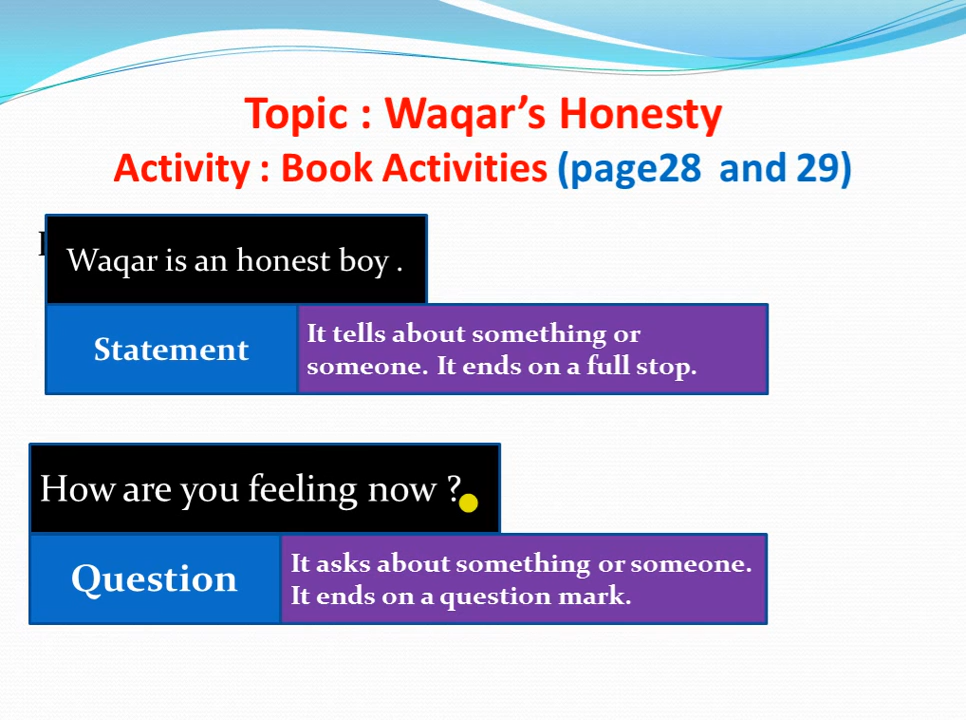 Topic : Waqar’s Honesty
Activity : Book Activities (page28 and 29)
Waqar is an honest boy .
Statement
It tells about something or
someone. It ends on a full stop.
How are you feeling now ?
Question
It asks about something or someone.
It ends on a question mark.